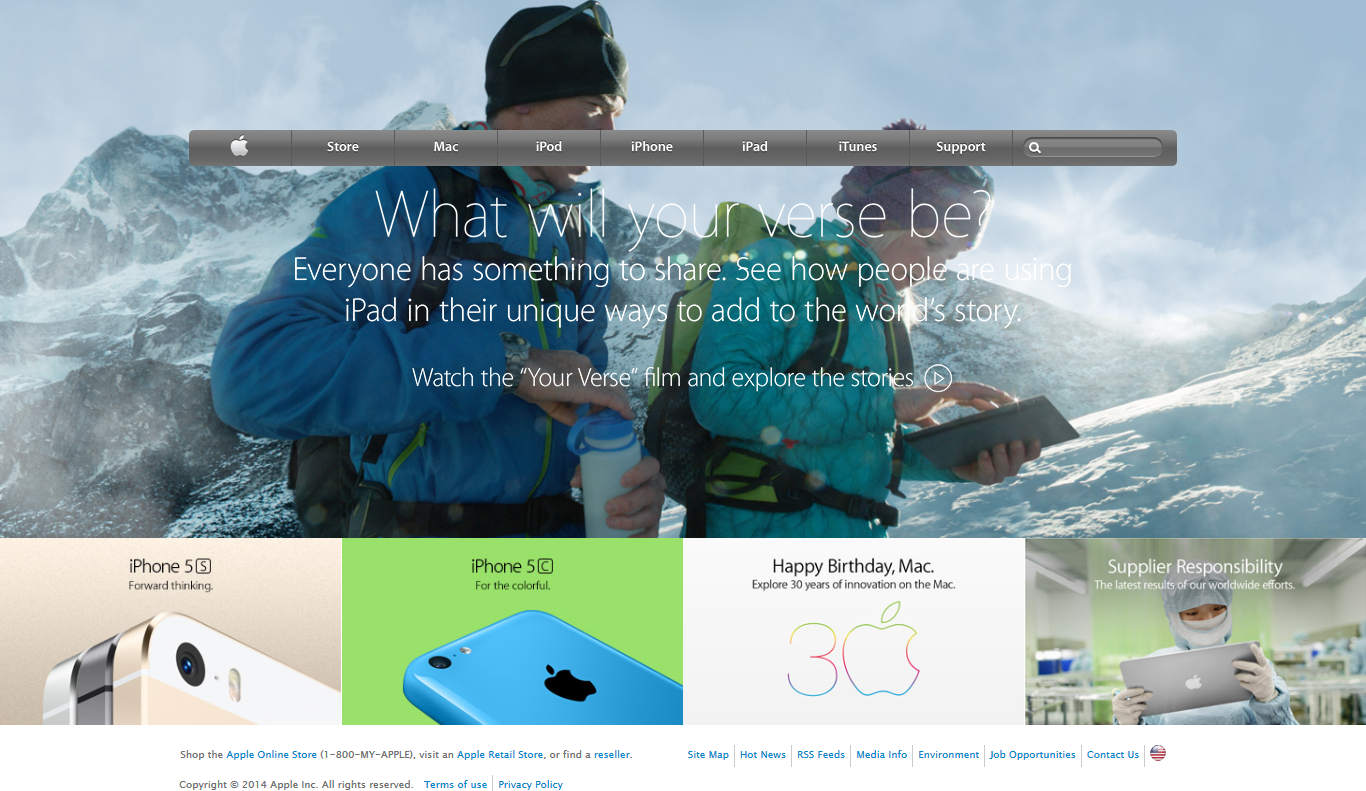 Store Mac iPod iPhone iPad iTunes Support
What will your verse be?
Everyone has something to share. See how people are using
iPad in their unique ways to add to the world's story.
Watch the “Your Verse” film and explore the stories
iPhone 5S
Forward thinking.
iPhone 5C
For the colorful.
Happy Birthday, Mac.
Explore 30 years of innovation on the Mac.
30
Supplier Responsibility
The latest results of our worldwide efforts.
Shop the Apple Online Store (1-800-MY-APPLE), visit an Apple Retail Store, or find a reseller.
Site Map Hot News RSS Feeds Media Info Environment Job Opportunities Contact Us
Copyright © 2014 Apple Inc. All rights reserved. Terms of use Privacy Policy